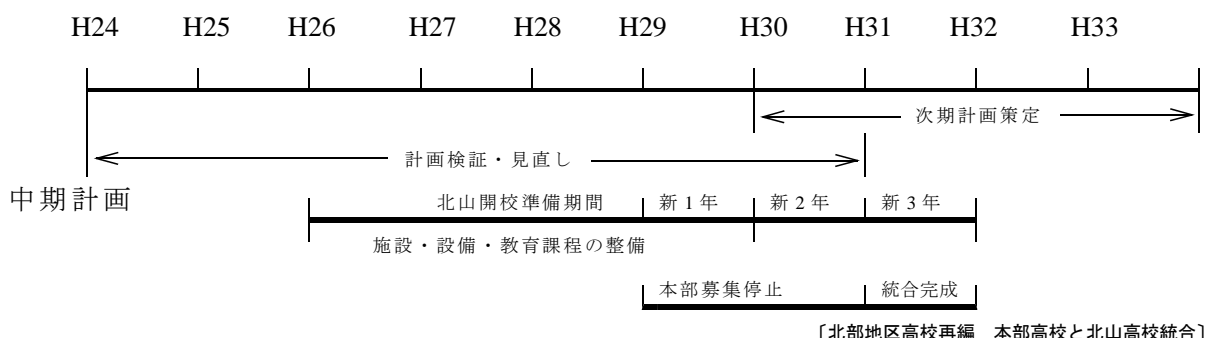 H24 H25 H26 H27 H28 H29 H30 H31 H32 H33
次期計画策定
計画検証・見直し
中期計画
北山開校準備期間 新1年 新2年 新3年
施設・設備・教育課程の整備
本部募集停止 統合完成
〔北部地区高校再編 本部高校と北山高校統合〕